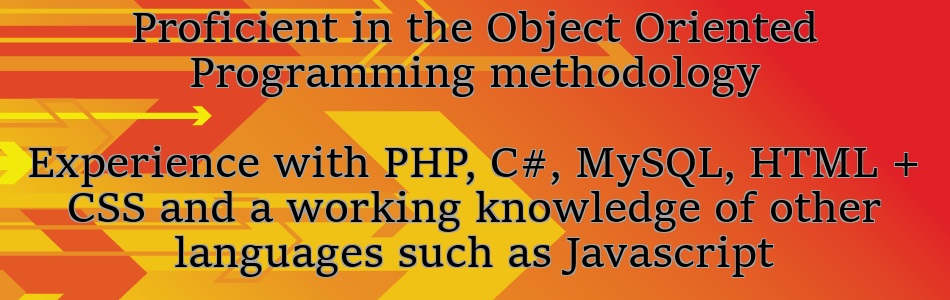 Proficient in the Object Oriented
Programming methodology
Experience with PHP, C#, MySQL, HTML +
CSS and a working knowledge of other
languages such as Javascript